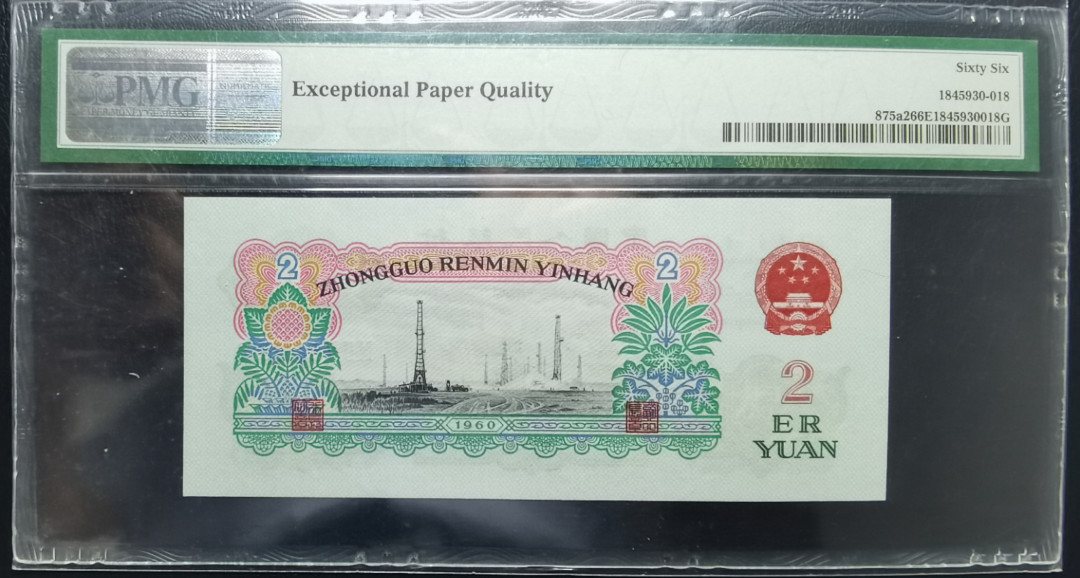 PMG
Exceptional Paper Quality
Sixty Six
1845930-018
875a266E1845930018G
2
2
ZHONGGUO RENMIN YINHANG
1960
2
ER
YUAN